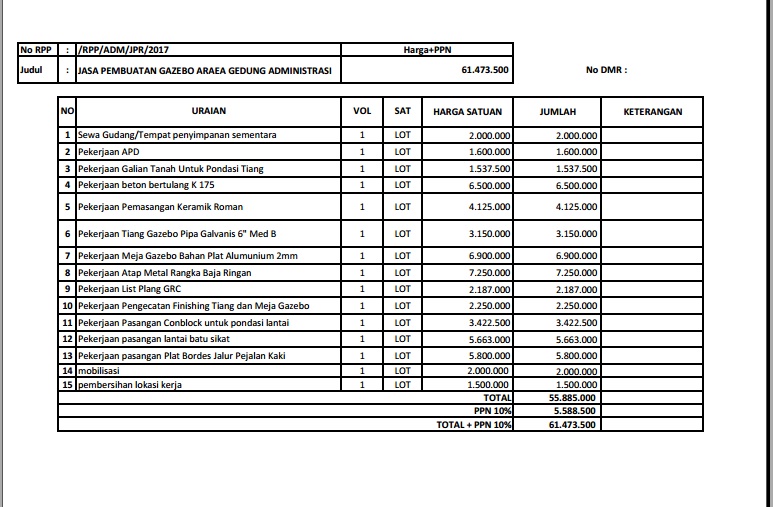 No RPP : /RPP/ADM/JPR/2017 Harga+PPN
Judul : JASA PEMBUATAN GAZEBO ARAEA GEDUNG ADMINISTRASI 61.473.500 No DMR :
NO URAIAN VOL SAT HARGA SATUAN JUMLAH KETERANGAN
1 Sewa Gudang/Tempat penyimpanan sementara 1 LOT 2.000.000 2.000.000
2 Pekerjaan APD 1 LOT 1.600.000 1.600.000
3 Pekerjaan Galian Tanah Untuk Pondasi Tiang 1 LOT 1.537.500 1.537.500
4 Pekerjaan beton bertulang K 175 1 LOT 6.500.000 6.500.000
5 Pekerjaan Pemasangan Keramik Roman 1 LOT 4.125.000 4.125.000
6 Pekerjaan Tiang Gazebo Pipa Galvanis 6" Med B 1 LOT 3.150.000 3.150.000
7 Pekerjaan Meja Gazebo Bahan Plat Alumunium 2mm 1 LOT 6.900.000 6.900.000
8 Pekerjaan Atap Metal Rangka Baja Ringan 1 LOT 7.250.000 7.250.000
9 Pekerjaan List Plang GRC 1 LOT 2.187.000 2.187.000
10 Pekerjaan Pengecatan Finishing Tiang dan Meja Gazebo 1 LOT 2.250.000 2.250.000
11 Pekerjaan Pasangan Conblock untuk pondasi lantai 1 LOT 3.422.500 3.422.500
12 Pekerjaan pasangan lantai batu sikat 1 LOT 5.663.000 5.663.000
13 Pekerjaan pasangan Plat Bordes Jalur Pejalan Kaki 1 LOT 5.800.000 5.800.000
14 mobilisasi 1 LOT 2.000.000 2.000.000
15 pembersihan lokasi kerja 1 LOT 1.500.000 1.500.000
TOTAL 55.885.000
PPN 10% 5.588.500
TOTAL + PPN 10% 61.473.500